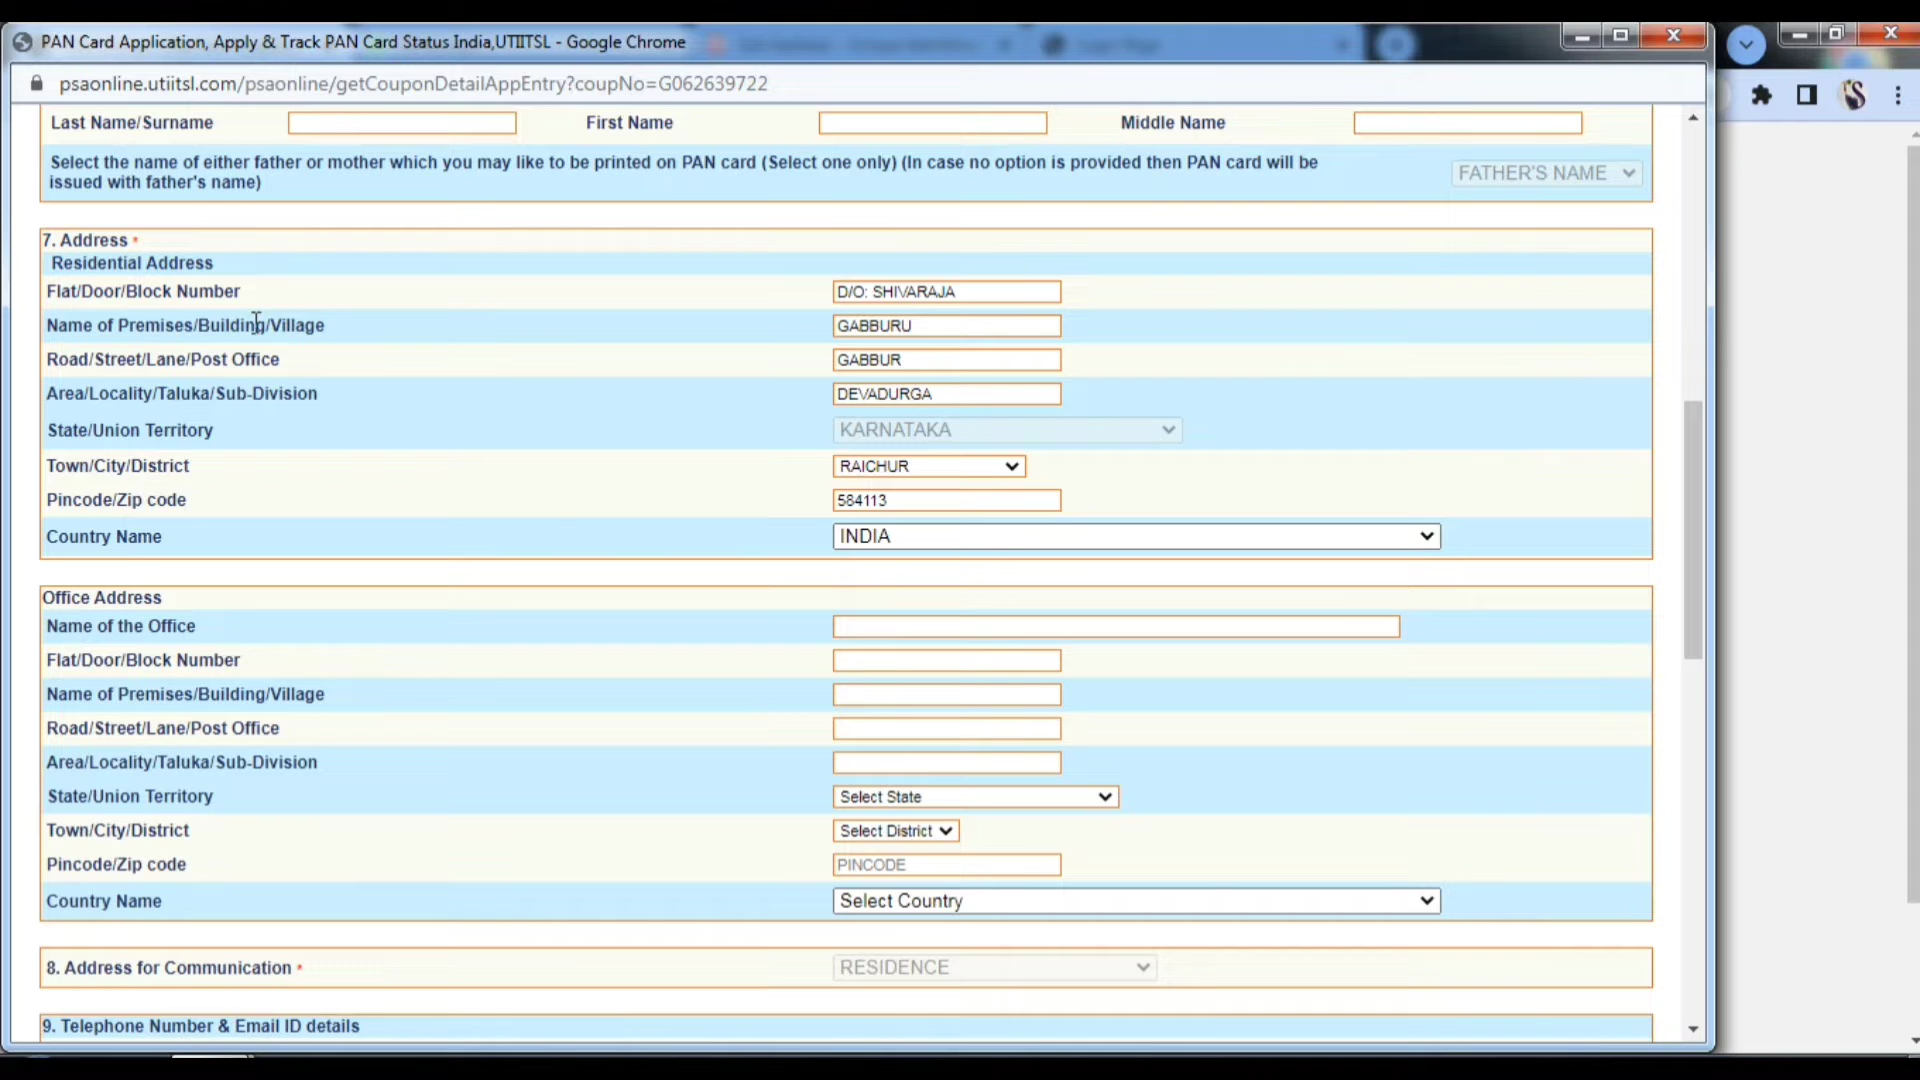 PAN Card Application, Apply & Track PAN Card Status India,UTIITSL - Google Chrome
psaonline.utiitsl.com/psaonline/getCouponDetailAppEntry?coupNo=G062639722
Last Name/Surname First Name Middle Name
Select the name of either father or mother which you may like to be printed on PAN card (Select one only) (In case no option is provided then PAN card will be
issued with father's name) FATHER'S NAME
7. Address *
Residential Address
Flat/Door/Block Number D/O: SHIVARAJA
Name of Premises/Building/Village GABBURU
Road/Street/Lane/Post Office GABBUR
Area/Locality/Taluka/Sub-Division DEVADURGA
State/Union Territory KARNATAKA
Town/City/District RAICHUR
Pincode/Zip code 584113
Country Name INDIA
Office Address
Name of the Office
Flat/Door/Block Number
Name of Premises/Building/Village
Road/Street/Lane/Post Office
Area/Locality/Taluka/Sub-Division
State/Union Territory Select State
Town/City/District Select District
Pincode/Zip code PINCODE
Country Name Select Country
8. Address for Communication * RESIDENCE
9. Telephone Number & Email ID details